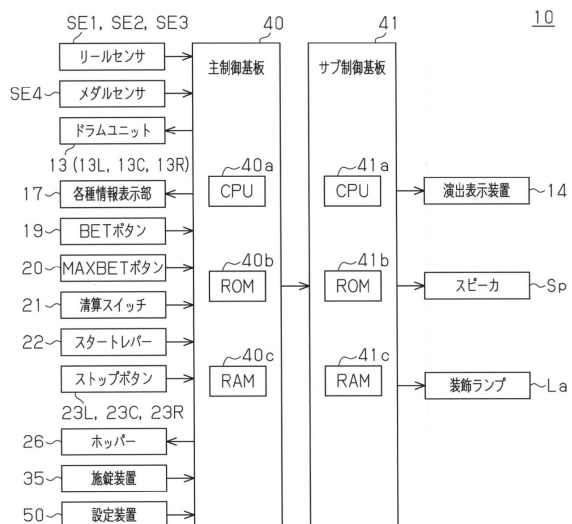 10
SE1, SE2, SE3
40
41
リールセンサ
主制御基板
サブ制御基板
SE4
メダルセンサ
ドラムユニット
13 (13L, 13C, 13R)
40a
41a
17
各種情報表示部
CPU
CPU
演出表示装置
14
19
BETボタン
20
MAXBETボタン
40b
41b
21
清算スイッチ
ROM
ROM
スピーカ
Sp
22
スタートレバー
40c
41c
ストップボタン
RAM
RAM
装飾ランプ
La
23L, 23C, 23R
26
ホッパー
35
施錠装置
50
設定装置